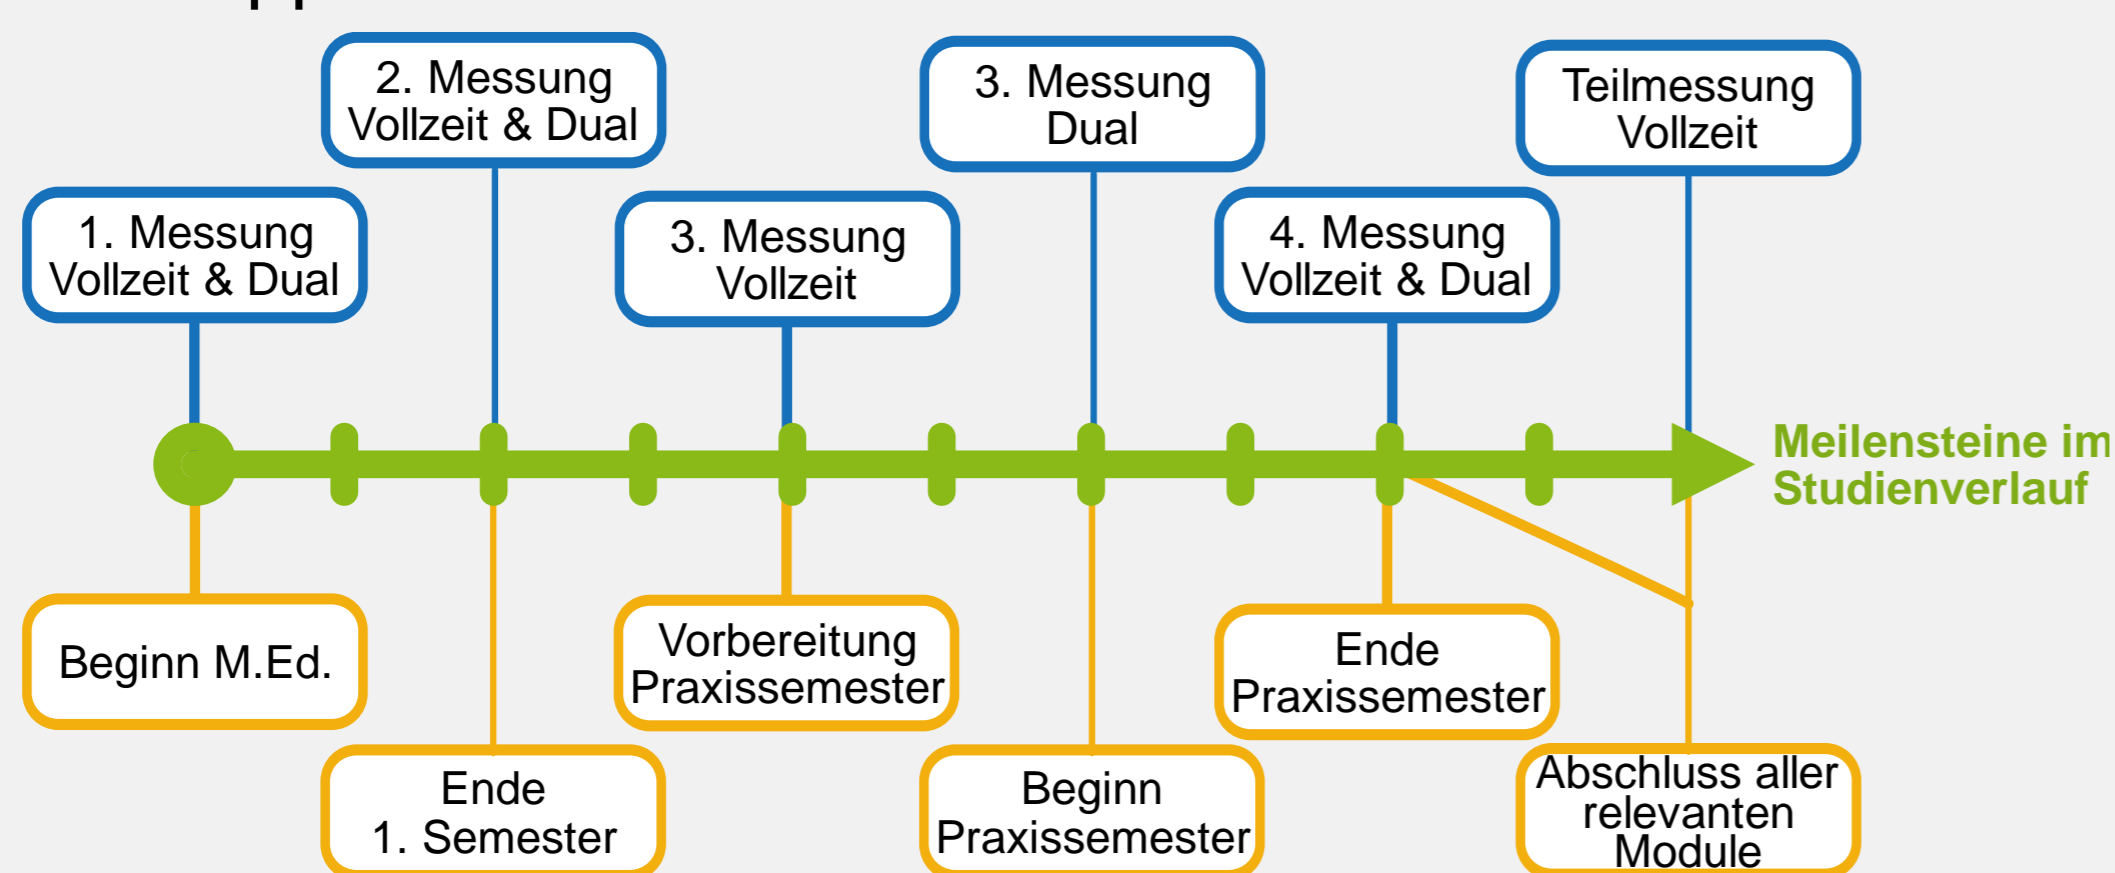 2. Messung
Vollzeit & Dual
3. Messung
Dual
Teilmessung
Vollzeit
1. Messung
Vollzeit & Dual
3. Messung
Vollzeit
4. Messung
Vollzeit & Dual
Meilensteine im
Studienverlauf
Beginn M.Ed.
Vorbereitung
Praxissemester
Ende
Praxissemester
Ende
1. Semester
Beginn
Praxissemester
Abschluss aller
relevanten
Module